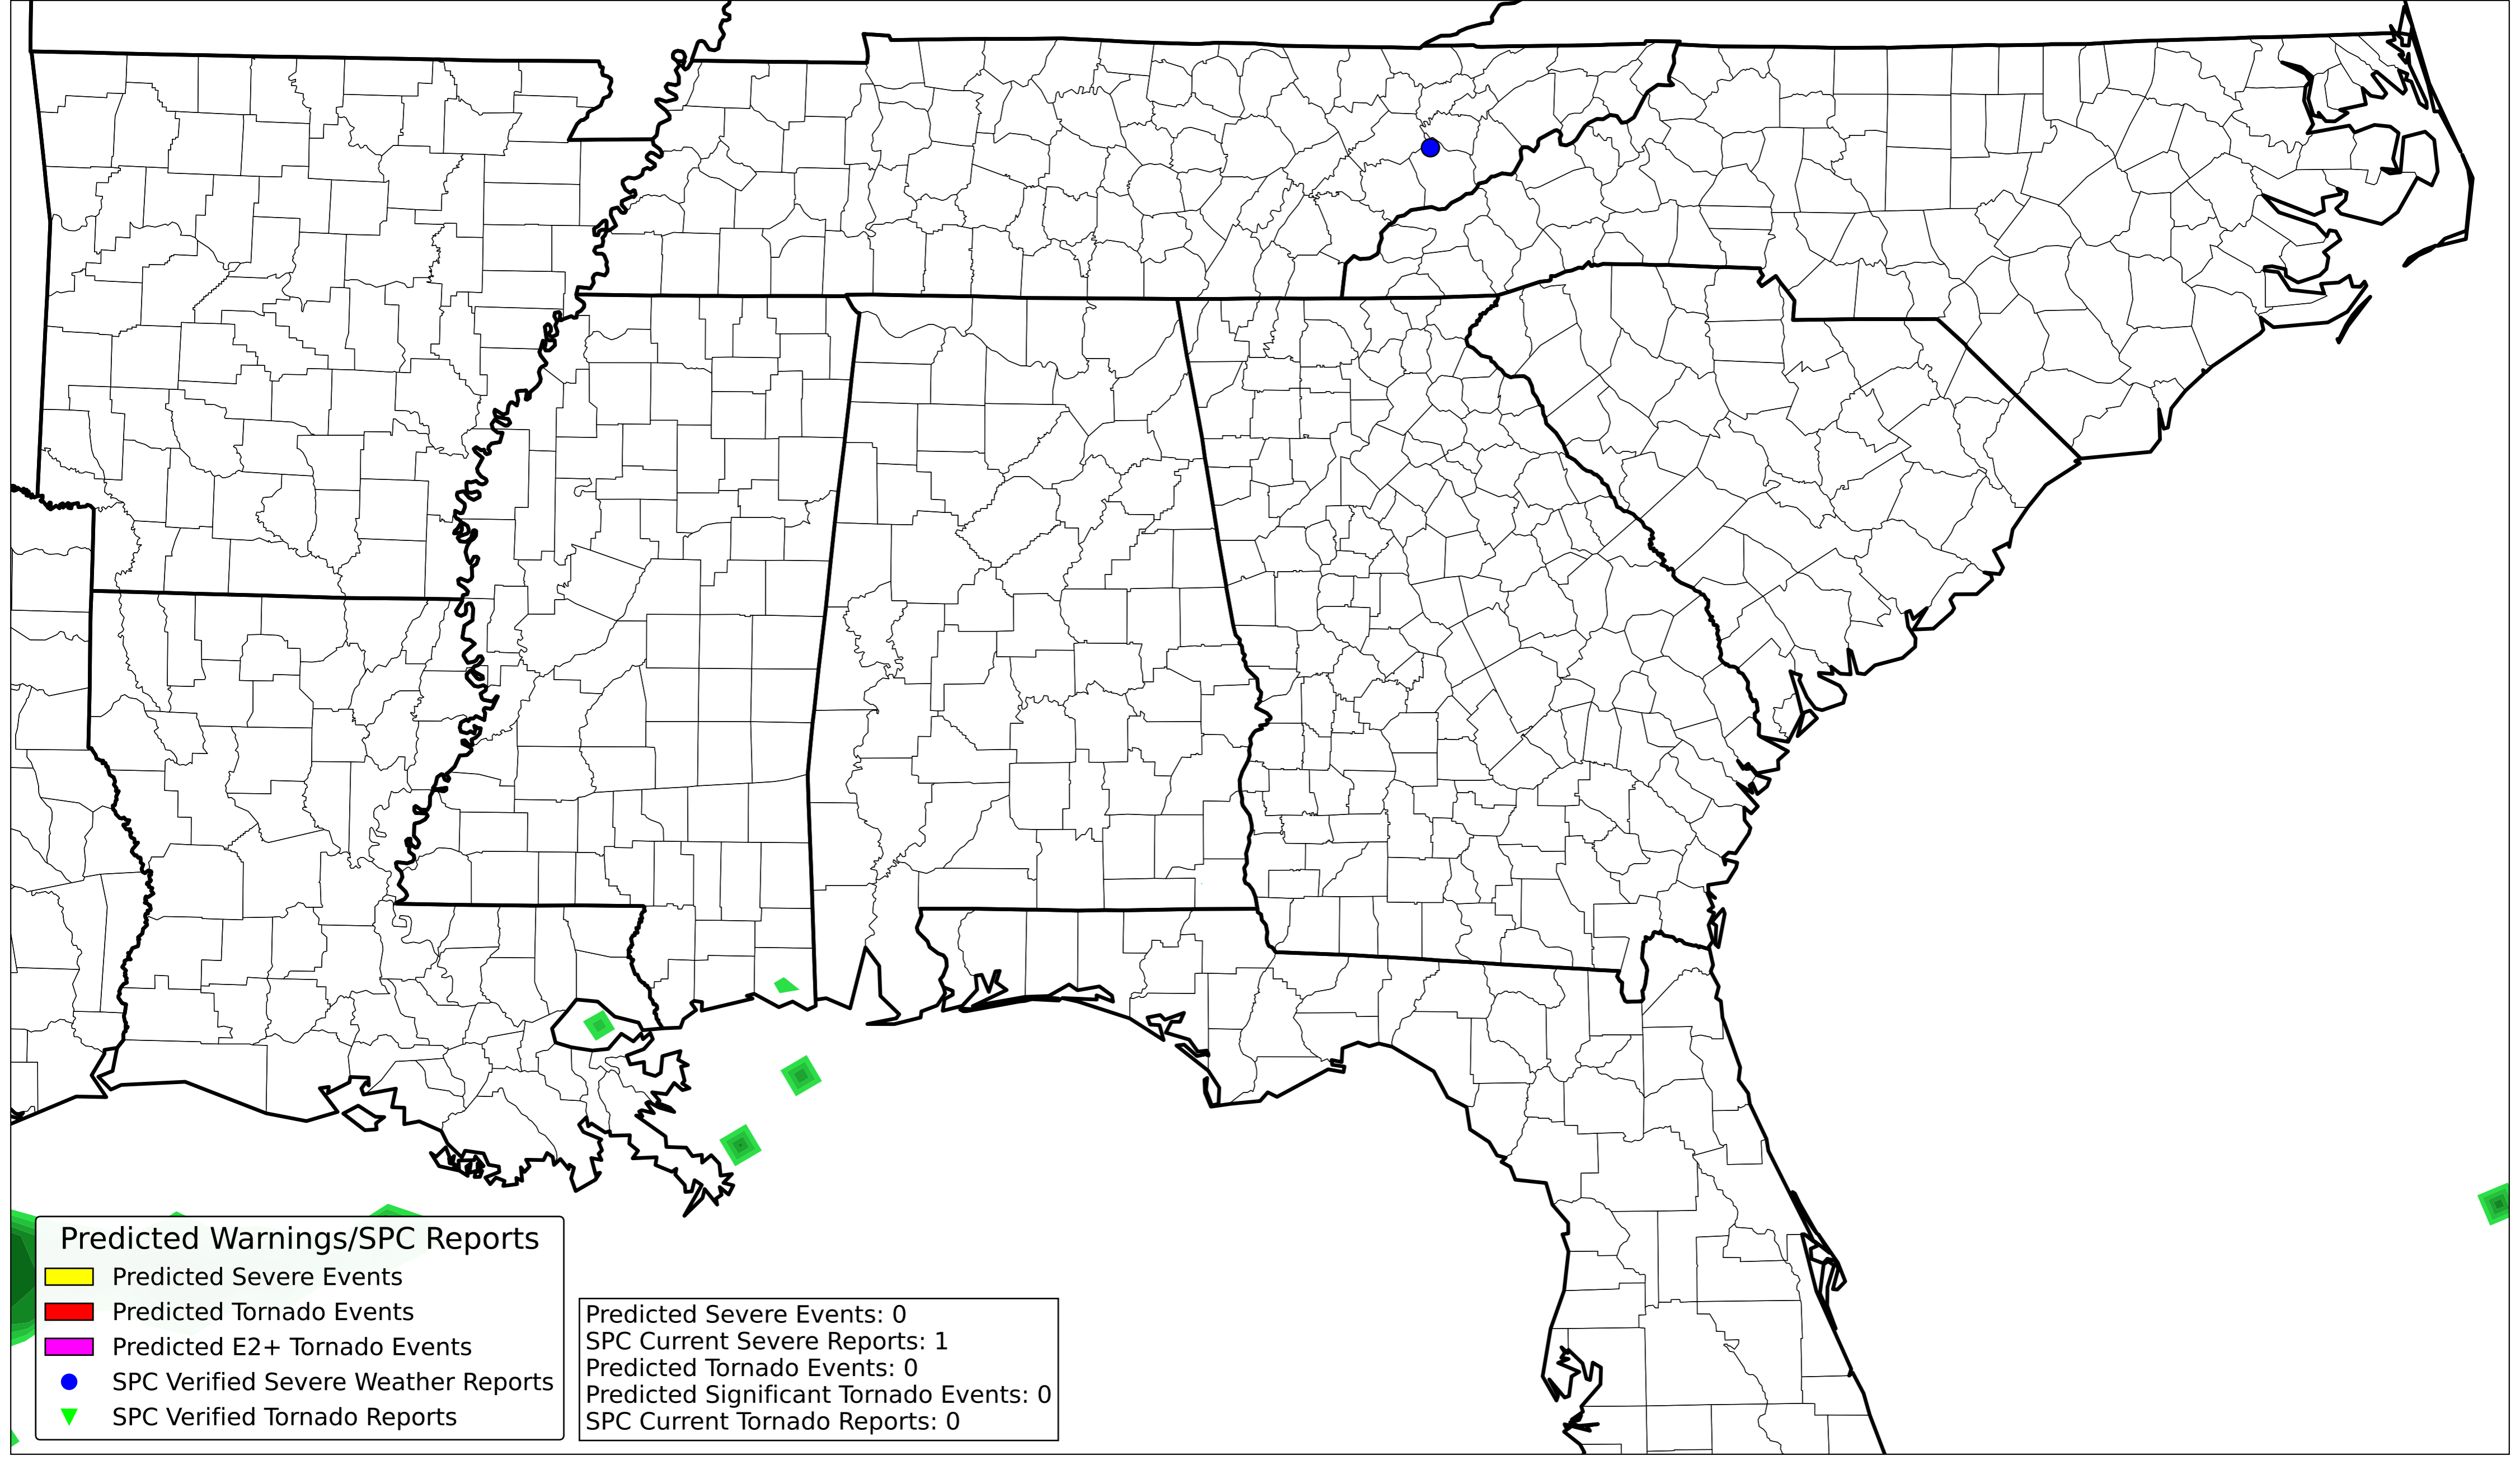 Predicted Warnings/SPC Reports
Predicted Severe Events
Predicted Tornado Events
Predicted E2+ Tornado Events
SPC Verified Severe Weather Reports
SPC Verified Tornado Reports
Predicted Severe Events: 0
SPC Current Severe Reports: 1
Predicted Tornado Events: 0
Predicted Significant Tornado Events: 0
SPC Current Tornado Reports: 0